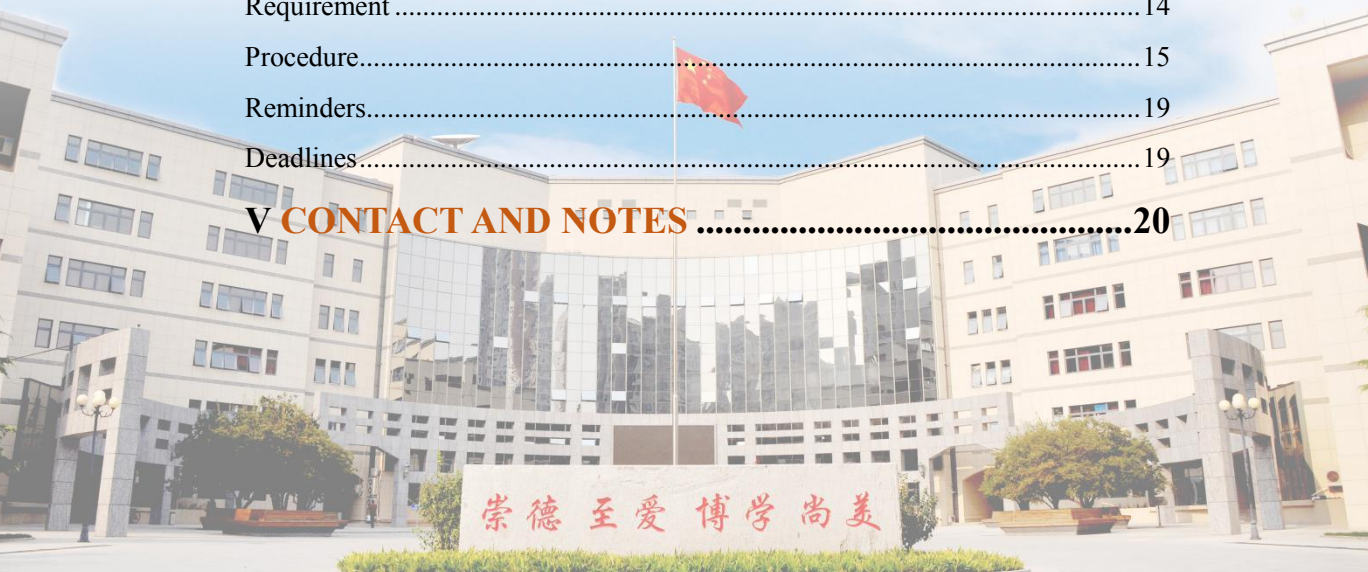 Requirement ........................................................................................................... 14
Procedure................................................................................................................ 15
Reminders............................................................................................................... 19
Deadlines ................................................................................................................ 19
V CONTACT AND NOTES ............................................... 20
崇德至爱 博学尚美